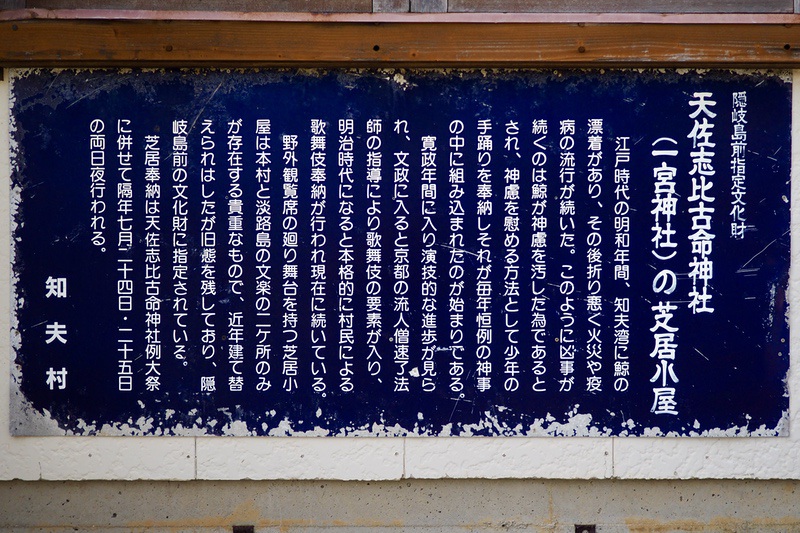 隠岐島前指定文化財
天佐志比古命神社
(一宮神社)の芝居小屋
江戸時代の明和年間、知夫湾に鯨の
漂着があり、その後折り悪く火災や疫
病の流行が続いた。このように凶事が
続くのは鯨が神慮を汚した為であると
され、神慮を慰める方法として少年の
手踊りを奉納しそれが毎年恒例の神事
の中に組み込まれたのが始まりである。
寛政年間に入り演技的な進歩が見ら
れ、文政に入ると京都の流人僧速了法
師の指導により歌舞伎の要素が入り、
明治時代になると本格的に村民による
歌舞伎奉納が行われ現在に続いている。
野外観覧席の廻り舞台を持つ芝居小
屋は本村と淡路島の文楽の二ケ所のみ
が存在する貴重なもので、近年建て替
えられはしたが旧態を残しており、隠
岐島前の文化財に指定されている。
芝居奉納は天佐志比古命神社例大祭
に併せて隔年七月二十四日・二十五日
の両日夜行われる。
知夫村